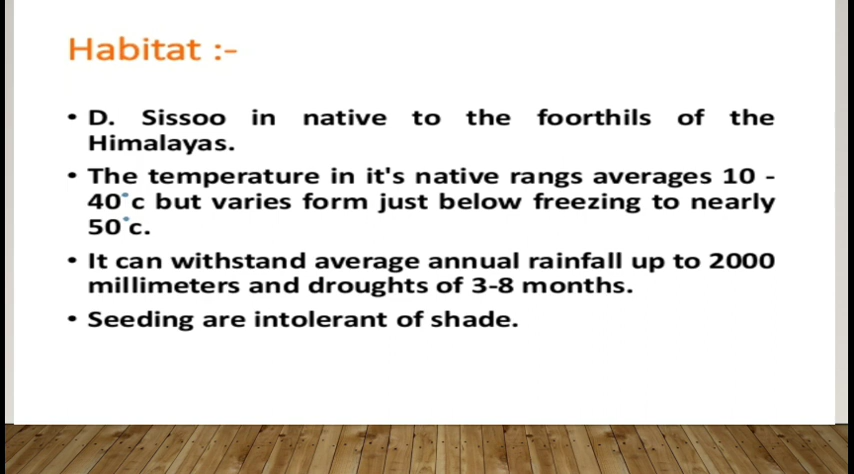 Habitat :-
• D. Sissoo in native to the foorthils of the
Himalayas.
• The temperature in it's native rangs averages 10 -
40°c but varies form just below freezing to nearly
50°c.
• It can withstand average annual rainfall up to 2000
millimeters and droughts of 3-8 months.
• Seeding are intolerant of shade.